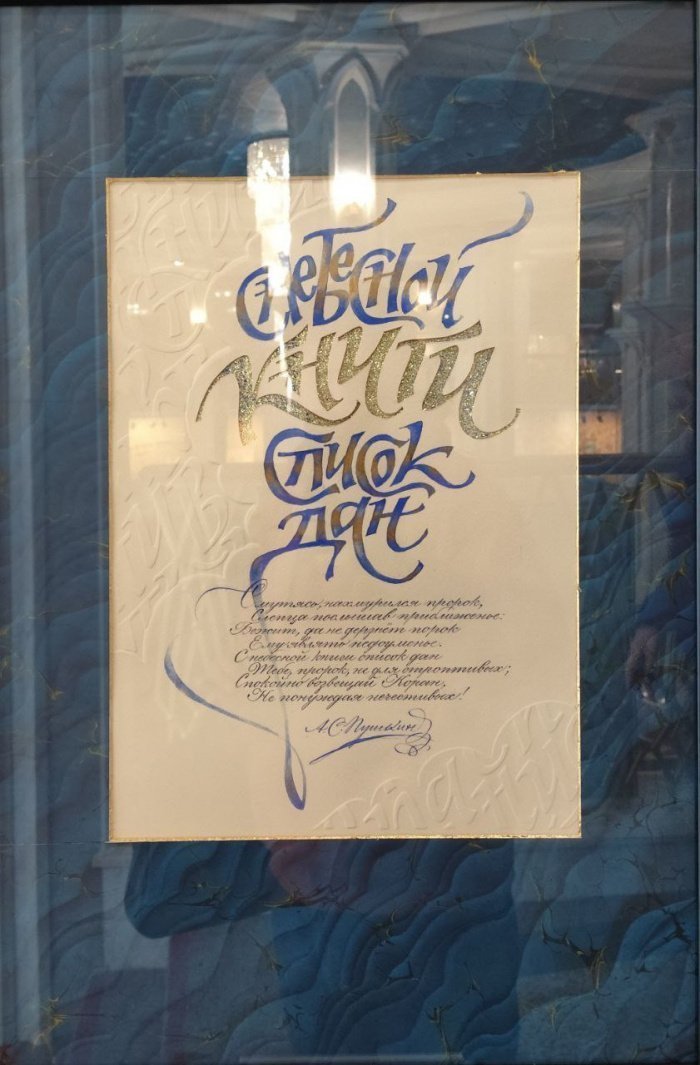 С небесной
книги
список
дан
Смутясь, нахмурился пророк,
Слепца послышав приближенье:
Бежит, да не дерзнёт порок
Ему являть недоуменье.
С небесной книги список дан
Тебе, пророк, не для строптивых;
Спокойно возвещай Коран,
Не понуждая нечестивых!
А.С. Пушкин